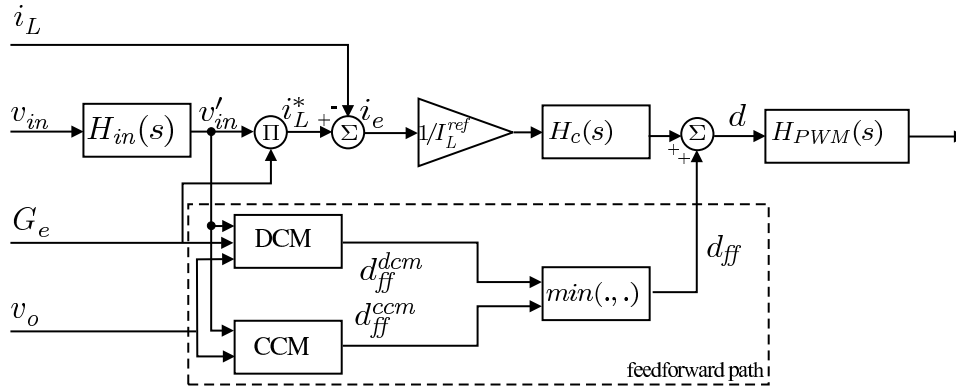 i_L
v_in H_in(s) v'_in Π i_L^* - + Σ i_e 1/I_L^ref H_c(s) + + Σ d H_PWM(s)
G_e DCM d_ff^dcm d_ff
min(.,.)
v_o CCM d_ff^ccm
feedforward path